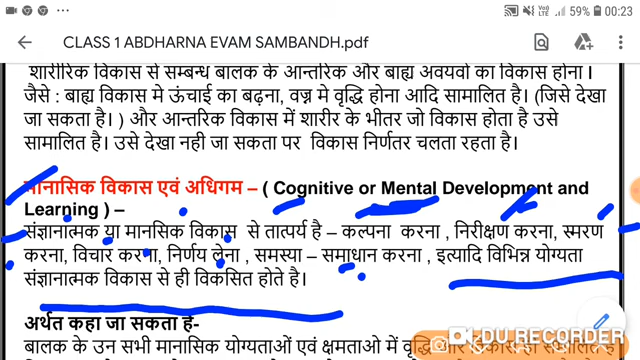 Vo) LTE 59% 00:23
CLASS 1 ABDHARNA EVAM SAMBANDH.pdf
शारीरिक विकास से सम्बन्ध बालक के आन्तरिक और बाह्य अवयवो का विकास होना ।
जैसे : बाह्य विकास मे ऊंचाई का बढ़ना, वज़्न मे वृद्धि होना आदि सामालित है। (जिसे देखा
जा सकता है। ) और आन्तरिक विकास में शारीर के भीतर जो विकास होता है उसे
सामालित है। उसे देखा नही जा सकता पर विकास निर्णतर चलता रहता है।
मानासिक विकास एवं अधिगम – ( Cognitive or Mental Development and
Learning ) –
संज्ञानात्मक या मानसिक विकास से तात्पर्य है – कल्पना करना , निरीक्षण करना, स्मरण
करना, विचार करना, निर्णय लेना , समस्या – समाधान करना , इत्यादि विभिन्न योग्यता
संज्ञानात्मक विकास से ही विकसित होते है।
अर्थत कहा जा सकता है-
बालक के उन सभी मानसिक योग्यताओं एवं क्षमताओ में वृद्धि
DU RECORDER